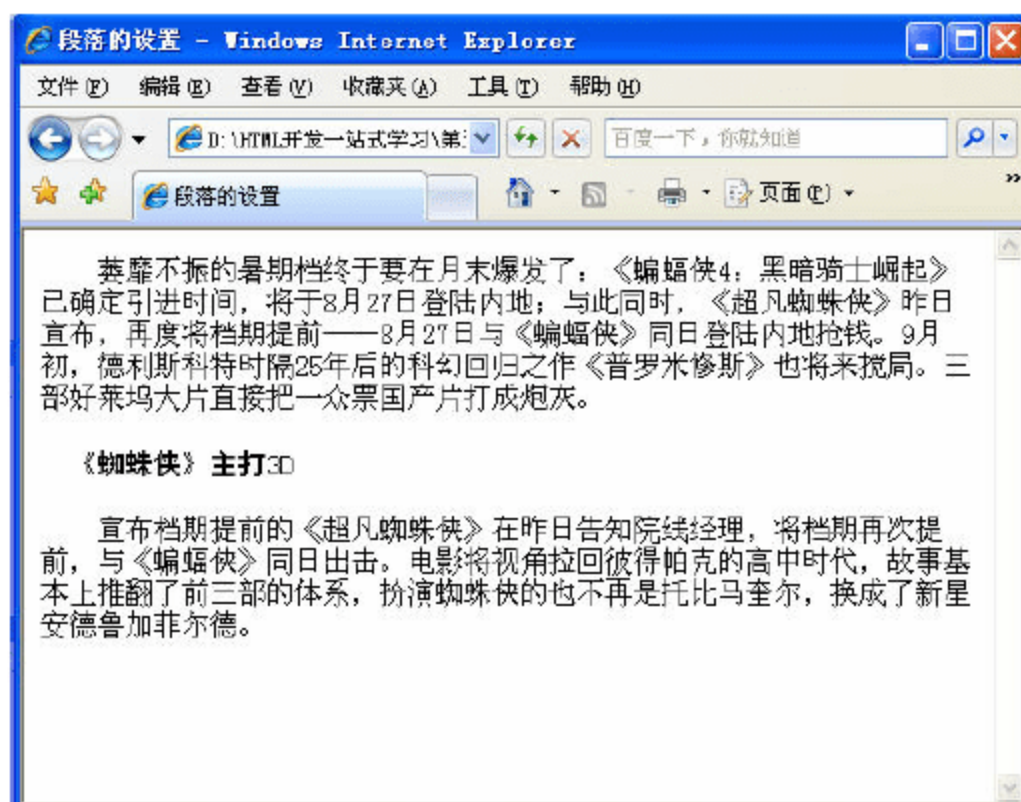 段落的设置 - Windows Internet Explorer
文件(F) 编辑(E) 查看(V) 收藏夹(A) 工具(T) 帮助(H)
D:\HTML开发一站式学习\第 百度一下，你就知道
段落的设置 页面(P) »
萎靡不振的暑期档终于要在月末爆发了：《蝙蝠侠4：黑暗骑士崛起》
已确定引进时间，将于8月27日登陆内地；与此同时，《超凡蜘蛛侠》昨日
宣布，再度将档期提前——8月27日与《蝙蝠侠》同日登陆内地抢钱。9月
初，德利斯科特时隔25年后的科幻回归之作《普罗米修斯》也将来搅局。三
部好莱坞大片直接把一众票国产片打成炮灰。
《蜘蛛侠》主打3D
宣布档期提前的《超凡蜘蛛侠》在昨日告知院线经理，将档期再次提
前，与《蝙蝠侠》同日出击。电影将视角拉回彼得帕克的高中时代，故事基
本上推翻了前三部的体系，扮演蜘蛛侠的也不再是托比马奎尔，换成了新星
安德鲁加菲尔德。